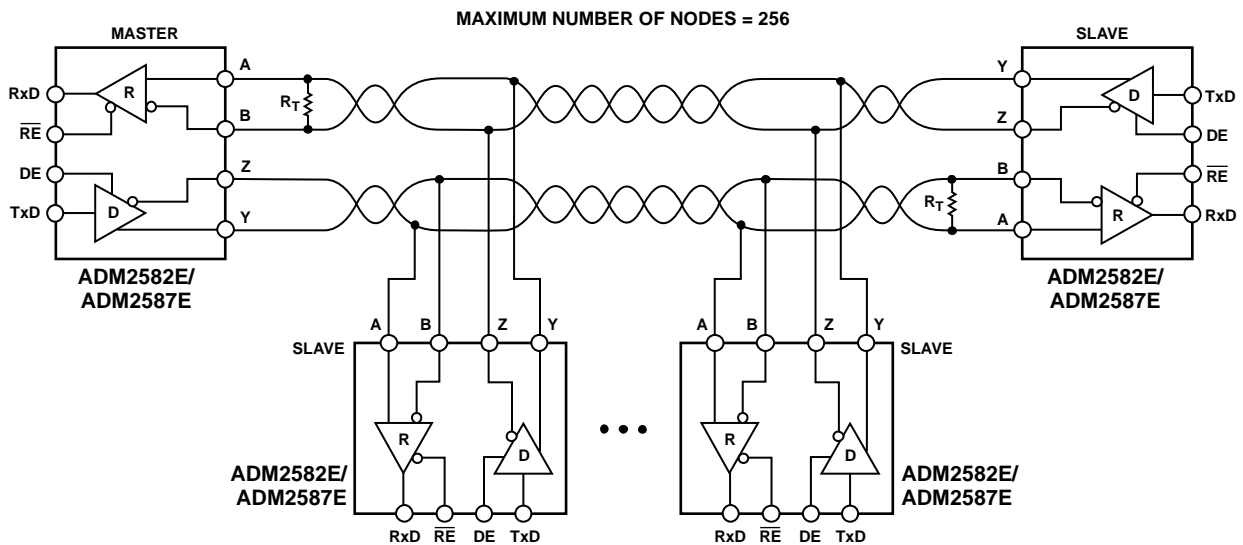 MAXIMUM NUMBER OF NODES = 256
MASTER
SLAVE
A
B
Z
Y
RT
RxD
RE
DE
TxD
R
D
ADM2582E/
ADM2587E
Y
Z
B
A
RT
D
R
TxD
DE
RE
RxD
ADM2582E/
ADM2587E
A B Z Y
SLAVE
R
D
ADM2582E/
ADM2587E
RxD RE DE TxD
A B Z Y
SLAVE
R
D
ADM2582E/
ADM2587E
RxD RE DE TxD